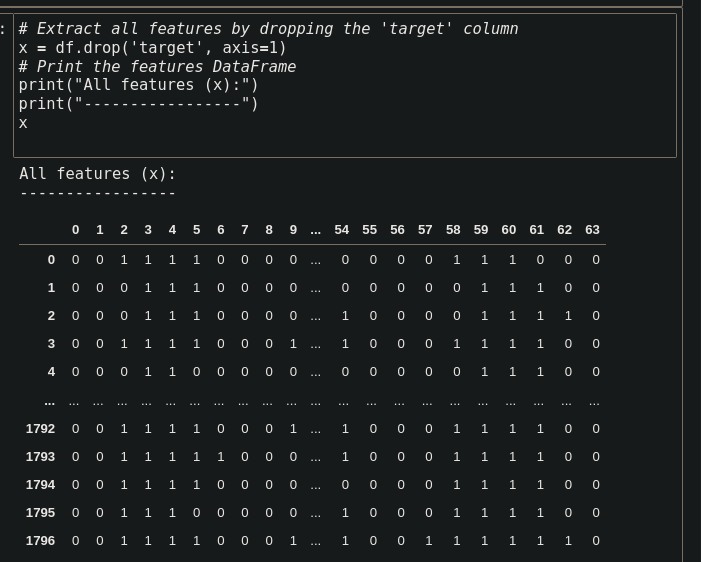 :
# Extract all features by dropping the 'target' column
x = df.drop('target', axis=1)
# Print the features DataFrame
print("All features (x):")
print("-----------------")
x
All features (x):
-----------------
0 1 2 3 4 5 6 7 8 9 ... 54 55 56 57 58 59 60 61 62 63
0 0 0 1 1 1 1 0 0 0 0 ... 0 0 0 0 1 1 1 0 0 0
1 0 0 0 1 1 1 0 0 0 0 ... 0 0 0 0 0 1 1 1 0 0
2 0 0 0 1 1 1 0 0 0 0 ... 1 0 0 0 0 1 1 1 1 0
3 0 0 1 1 1 1 0 0 0 1 ... 1 0 0 0 1 1 1 1 0 0
4 0 0 0 1 1 0 0 0 0 0 ... 0 0 0 0 0 1 1 1 0 0
... ... ... ... ... ... ... ... ... ... ... ... ... ... ... ... ... ... ... ... ... ...
1792 0 0 1 1 1 1 0 0 0 1 ... 1 0 0 0 1 1 1 1 0 0
1793 0 0 1 1 1 1 1 0 0 0 ... 1 0 0 0 1 1 1 1 0 0
1794 0 0 1 1 1 1 0 0 0 0 ... 0 0 0 0 1 1 1 1 0 0
1795 0 0 1 1 1 0 0 0 0 0 ... 1 0 0 0 1 1 1 1 0 0
1796 0 0 1 1 1 1 0 0 0 1 ... 1 0 0 1 1 1 1 1 1 0